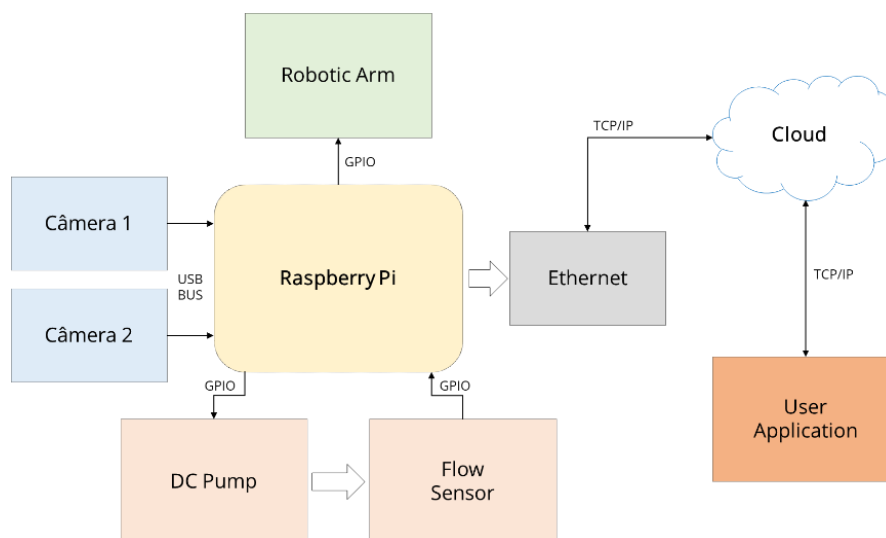 Robotic Arm
TCP/IP
Cloud
GPIO
Câmera 1
USB
BUS
Raspberry Pi
Ethernet
TCP/IP
Câmera 2
GPIO
GPIO
User
Application
DC Pump
Flow
Sensor